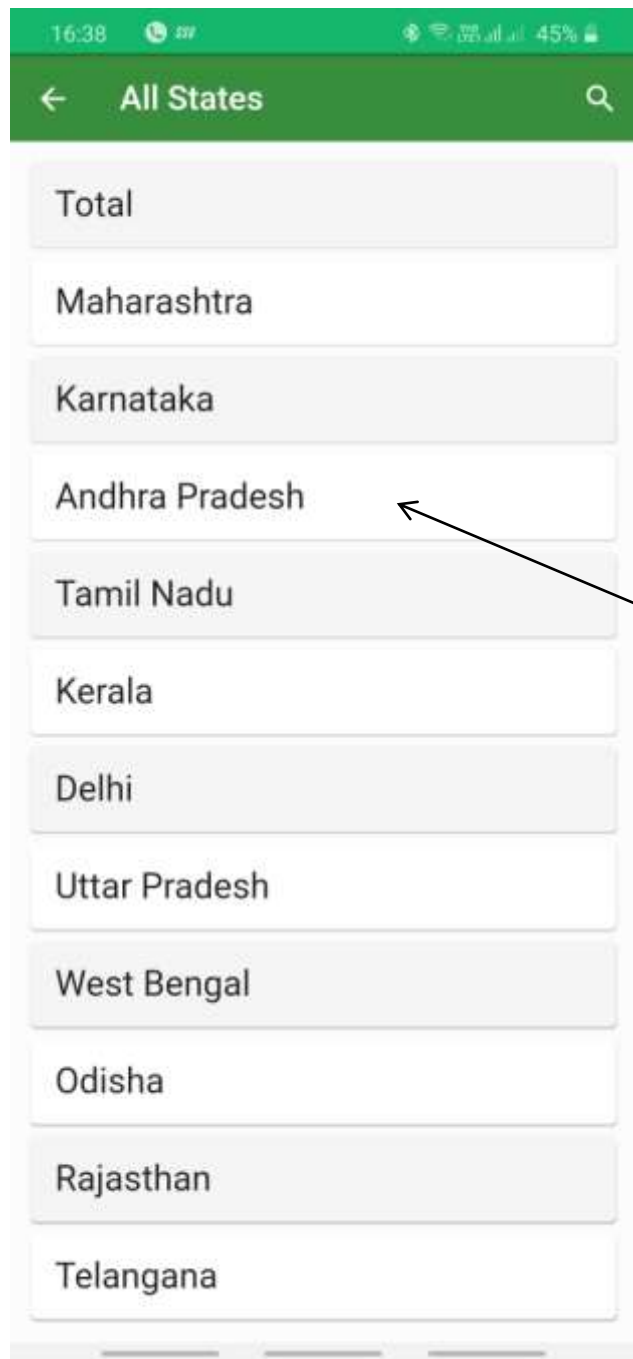 16:38 45%
All States
Total
Maharashtra
Karnataka
Andhra Pradesh
Tamil Nadu
Kerala
Delhi
Uttar Pradesh
West Bengal
Odisha
Rajasthan
Telangana